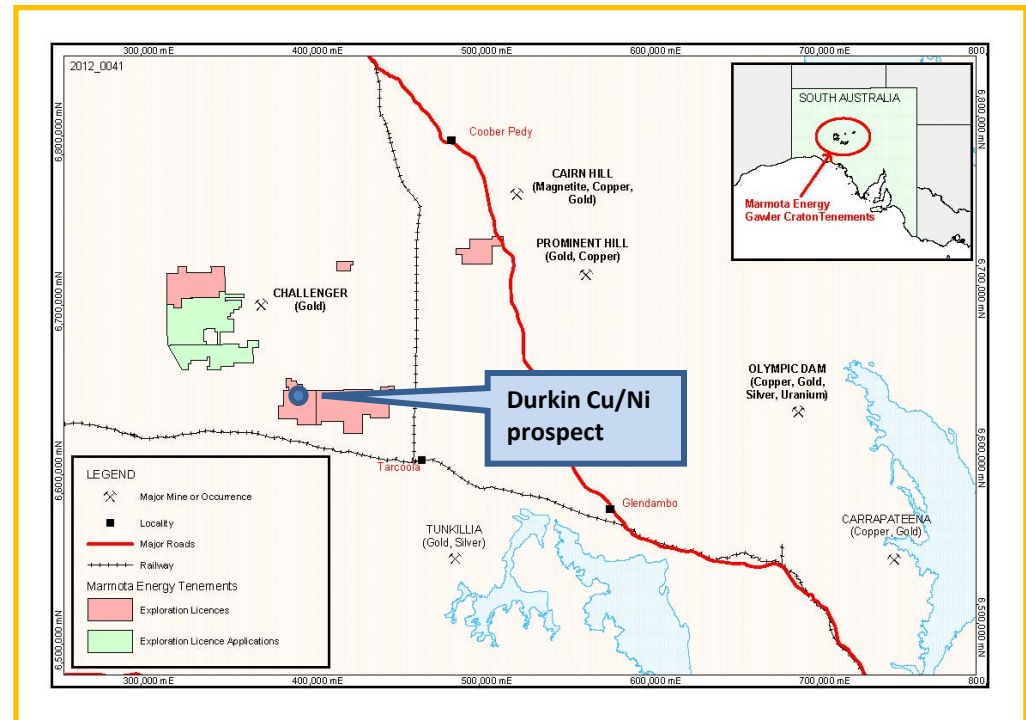 300,000 mE
400,000 mE
500,000 mE
600,000 mE
700,000 mE
800,
2012_0041
6,800,000 mN
6,800,000 mN
SOUTH AUSTRALIA
Marmota Energy
Gawler Craton Tenements
Coober Pedy
CAIRN HILL
(Magnetite, Copper,
Gold)
PROMINENT HILL
(Gold, Copper)
6,700,000 mN
6,700,000 mN
CHALLENGER
(Gold)
OLYMPIC DAM
(Copper, Gold,
Silver, Uranium)
Durkin Cu/Ni
prospect
6,600,000 mN
6,600,000 mN
Tarcoola
Glendambo
TUNKILLIA
(Gold, Silver)
CARRAPATEENA
(Copper, Gold)
LEGEND
Major Mine or Occurrence
Locality
Major Roads
Railway
Marmota Energy Tenements
Exploration Licences
Exploration Licence Applications
6,500,000 mN
6,500,000 mN
300,000 mE
400,000 mE
500,000 mE
600,000 mE
700,000 mE
800,